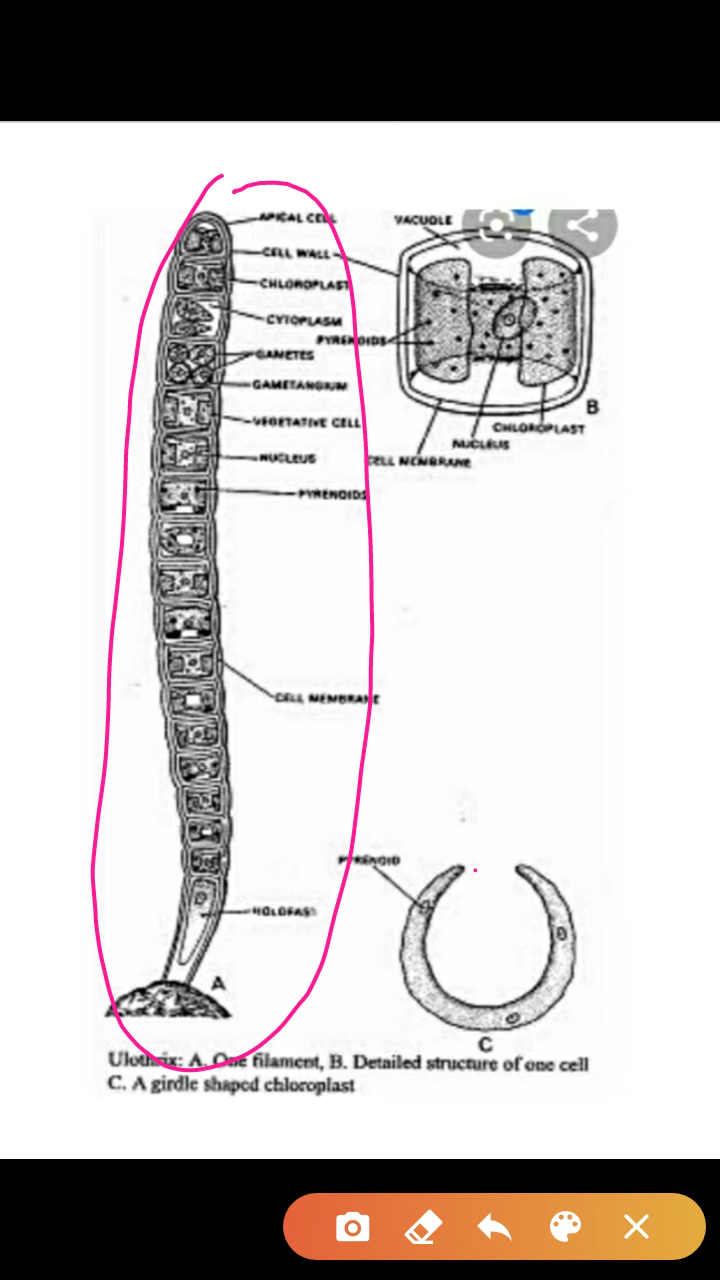 APICAL CELL
CELL WALL
CHLOROPLAST
CYTOPLASM
GAMETES
GAMETANGIUM
VEGETATIVE CELL
NUCLEUS
PYRENOIDS
CELL MEMBRANE
HOLDFAST
A
VACUOLE
PYRENOIDS
B
CHLOROPLAST
NUCLEUS
CELL MEMBRANE
PYRENOID
C
Ulothrix: A. One filament, B. Detailed structure of one cell
C. A girdle shaped chloroplast